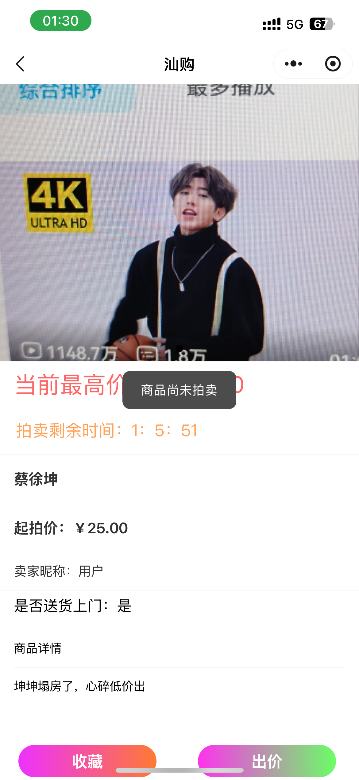 01:30
5G 67
汕购
综合排序 最多播放
4K
ULTRA HD
1148.7万 1.8万 01:
当前最高价
商品尚未拍卖
0
拍卖剩余时间：1：5：51
蔡徐坤
起拍价：￥25.00
卖家昵称：用户
是否送货上门：是
商品详情
坤坤塌房了，心碎低价出
收藏 出价